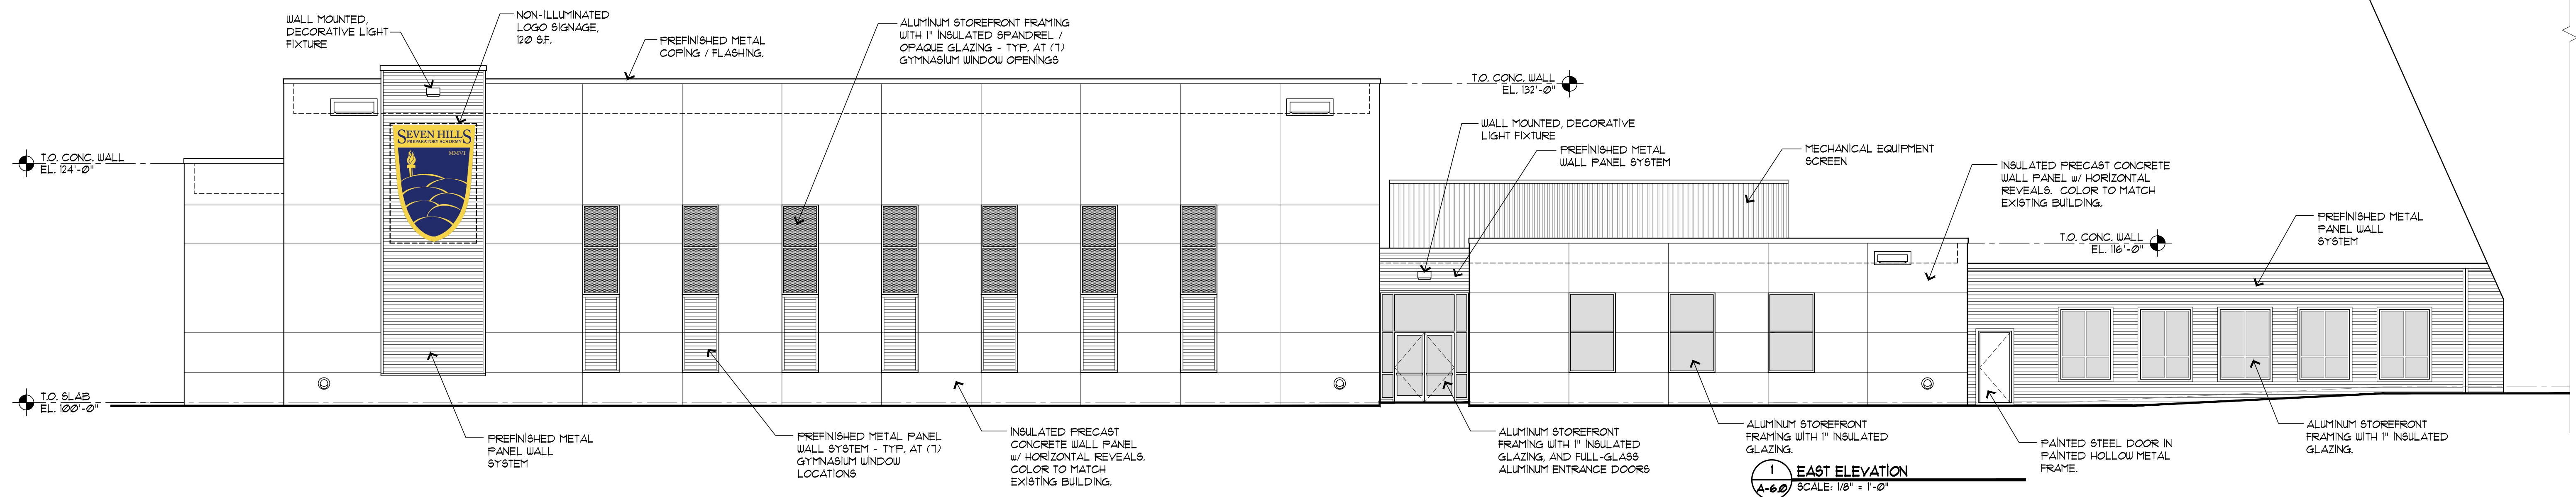 WALL MOUNTED,
DECORATIVE LIGHT
FIXTURE
NON-ILLUMINATED
LOGO SIGNAGE,
120 S.F.
PREFINISHED METAL
COPING / FLASHING.
ALUMINUM STOREFRONT FRAMING
WITH 1" INSULATED SPANDREL /
OPAQUE GLAZING - TYP. AT (7)
GYMNASIUM WINDOW OPENINGS
T.O. CONC. WALL
EL. 132'-0"
WALL MOUNTED, DECORATIVE
LIGHT FIXTURE
PREFINISHED METAL
WALL PANEL SYSTEM
MECHANICAL EQUIPMENT
SCREEN
INSULATED PRECAST CONCRETE
WALL PANEL w/ HORIZONTAL
REVEALS. COLOR TO MATCH
EXISTING BUILDING.
PREFINISHED METAL
PANEL WALL
SYSTEM
T.O. CONC. WALL
EL. 124'-0"
SEVEN HILLS
PREPARATORY ACADEMY
MMVI
T.O. CONC. WALL
EL. 116'-0"
T.O. SLAB
EL. 100'-0"
PREFINISHED METAL
PANEL WALL
SYSTEM
PREFINISHED METAL PANEL
WALL SYSTEM - TYP. AT (7)
GYMNASIUM WINDOW
LOCATIONS
INSULATED PRECAST
CONCRETE WALL PANEL
w/ HORIZONTAL REVEALS.
COLOR TO MATCH
EXISTING BUILDING.
ALUMINUM STOREFRONT
FRAMING WITH 1" INSULATED
GLAZING, AND FULL-GLASS
ALUMINUM ENTRANCE DOORS
ALUMINUM STOREFRONT
FRAMING WITH 1" INSULATED
GLAZING.
PAINTED STEEL DOOR IN
PAINTED HOLLOW METAL
FRAME.
ALUMINUM STOREFRONT
FRAMING WITH 1" INSULATED
GLAZING.
1
A-6.0
EAST ELEVATION
SCALE: 1/8" = 1'-0"